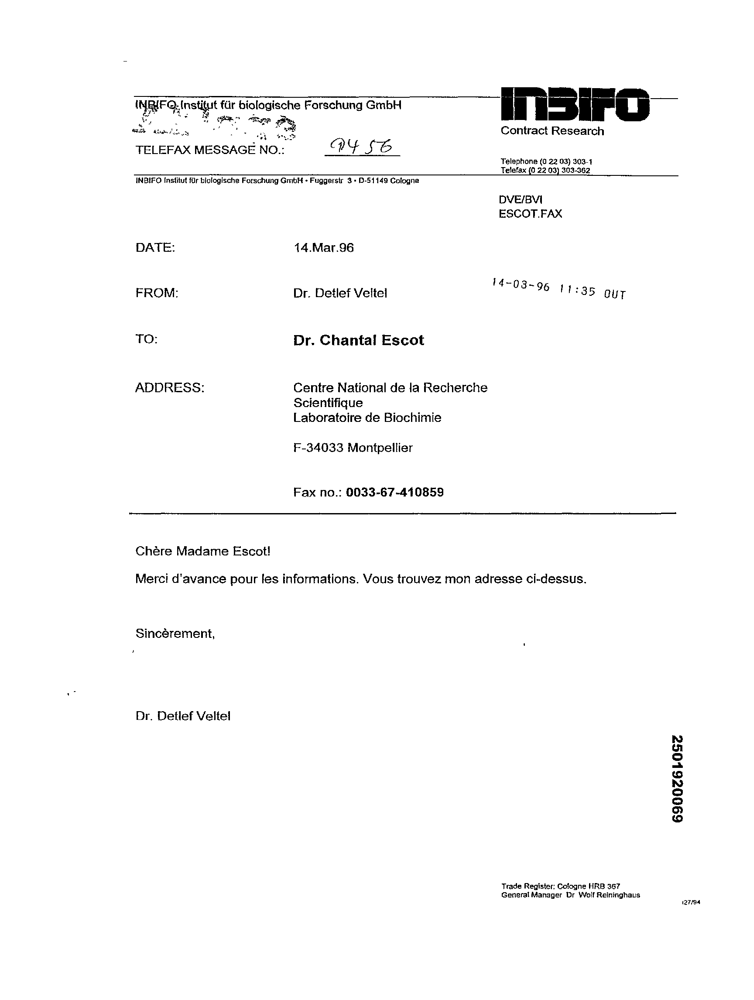 INBIFO Institut für biologische Forschung GmbH
INBIFO
Contract Research
TELEFAX MESSAGE NO.:
Telephone (0 22 03) 303-1
Telefax (0 22 03) 303-362
INBIFO Institut für biologische Forschung GmbH • Fuggerstr 3 • D-51149 Cologne
DVE/BVI
ESCOT.FAX
DATE: 14.Mar.96
FROM: Dr. Detlef Veltel
14-03-96 11:35 OUT
TO: Dr. Chantal Escot
ADDRESS: Centre National de la Recherche
Scientifique
Laboratoire de Biochimie
F-34033 Montpellier
Fax no.: 0033-67-410859
Chère Madame Escot!
Merci d'avance pour les informations. Vous trouvez mon adresse ci-dessus.
Sincèrement,
Dr. Detlef Veltel
2501920069
Trade Register: Cologne HRB 367
General Manager Dr Wolf Reininghaus